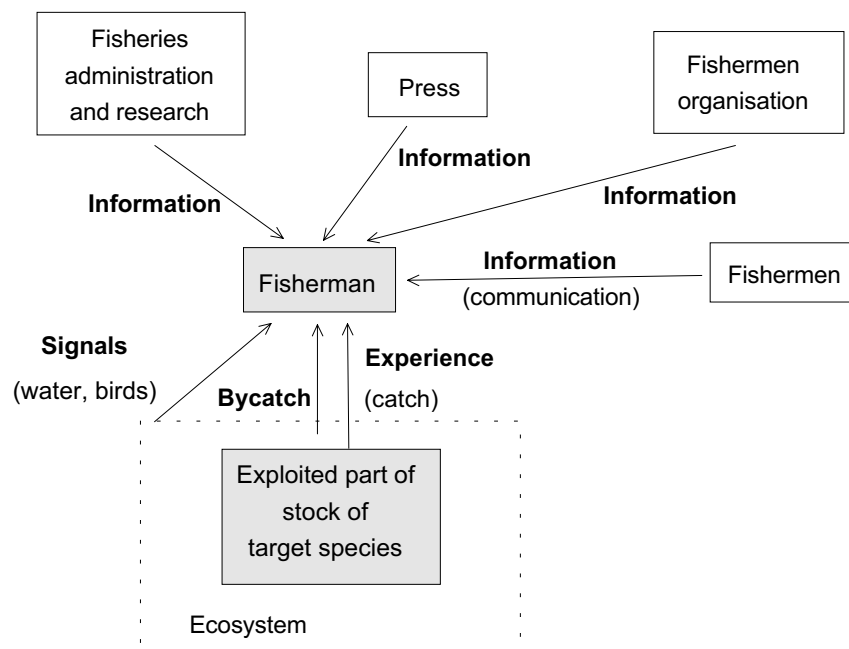 Fisheries
administration
and research
Press
Fishermen
organisation
Information
Information
Information
Fisherman
Information
(communication)
Fishermen
Signals
(water, birds)
Bycatch
Experience
(catch)
Exploited part of
stock of
target species
Ecosystem